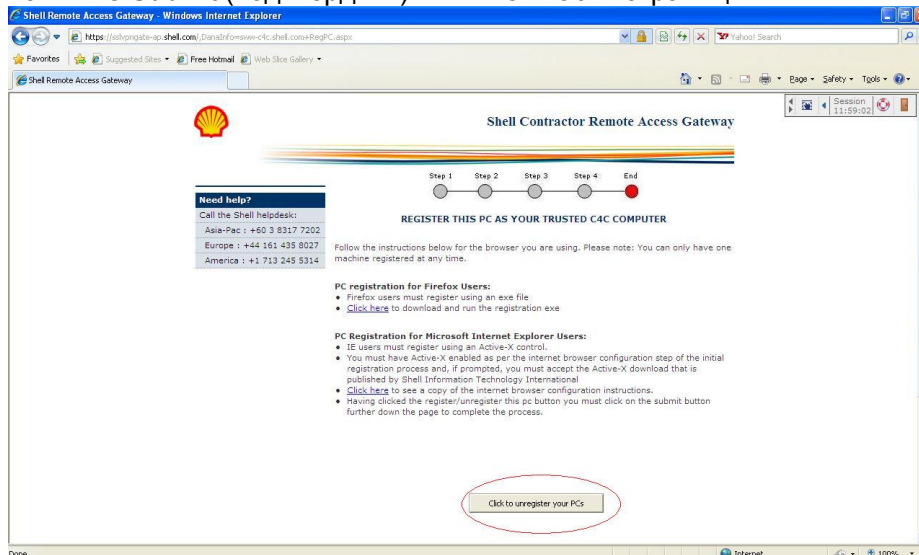 Shell Remote Access Gateway - Windows Internet Explorer
https://sslvpngate-ap.shell.com/,DanaInfo=sww-c4c.shell.com+RegPC.aspx
Yahoo! Search
Favorites Suggested Sites Free Hotmail Web Slice Gallery
Shell Remote Access Gateway
Page Safety Tools
Session
11:59:02
Shell Contractor Remote Access Gateway
Step 1 Step 2 Step 3 Step 4 End
Need help?
Call the Shell helpdesk:
Asia-Pac : +60 3 8317 7202
Europe : +44 161 435 8027
America : +1 713 245 5314
REGISTER THIS PC AS YOUR TRUSTED C4C COMPUTER
Follow the instructions below for the browser you are using. Please note: You can only have one
machine registered at any time.
PC registration for Firefox Users:
• Firefox users must register using an exe file
• Click here to download and run the registration exe
PC Registration for Microsoft Internet Explorer Users:
• IE users must register using an Active-X control.
• You must have Active-X enabled as per the internet browser configuration step of the initial
registration process and, if prompted, you must accept the Active-X download that is
published by Shell Information Technology International
• Click here to see a copy of the internet browser configuration instructions.
• Having clicked the register/unregister this pc button you must click on the submit button
further down the page to complete the process.
Click to unregister your PCs
Done
Internet
100%